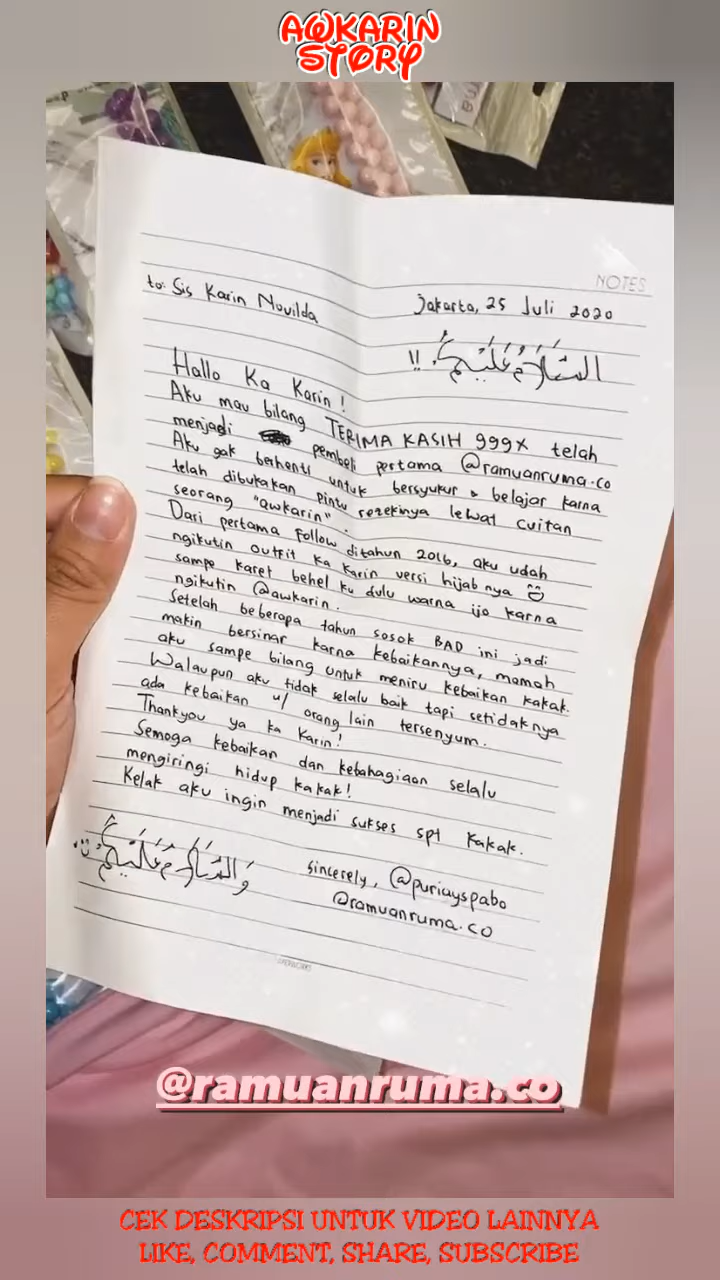 AWKARIN
STORY
NOTES
to: Sis Karin Novilda
Jakarta, 25 Juli 2020
السَّلَامُ عَلَيْكُمْ !!
Hallo Ka Karin!
Aku mau bilang TERIMA KASIH 999x telah
menjadi pembeli pertama @ramuanruma.co
Aku gak berhenti untuk bersyukur & belajar karna
telah dibukakan pintu rezekinya lewat cuitan
seorang "awkarin".
Dari pertama follow ditahun 2016, aku udah
ngikutin outfit ka Karin versi hijab nya
sampe karet behel ku dulu warna ijo karna
ngikutin @awkarin.
Setelah beberapa tahun sosok BAD ini jadi
makin bersinar karna kebaikannya, mamah
aku sampe bilang untuk meniru kebaikan kakak.
Walaupun aku tidak selalu baik tapi setidaknya
ada kebaikan u/ orang lain tersenyum.
Thankyou ya ka Karin!
Semoga kebaikan dan kebahagiaan selalu
mengiringi hidup kakak!
Kelak aku ingin menjadi sukses spt Kakak.
وَالسَّلَامُ عَلَيْكُمْ
sincerely, @puriayspabo
@ramuanruma.co
@ramuanruma.co
CEK DESKRIPSI UNTUK VIDEO LAINNYA
LIKE, COMMENT, SHARE, SUBSCRIBE